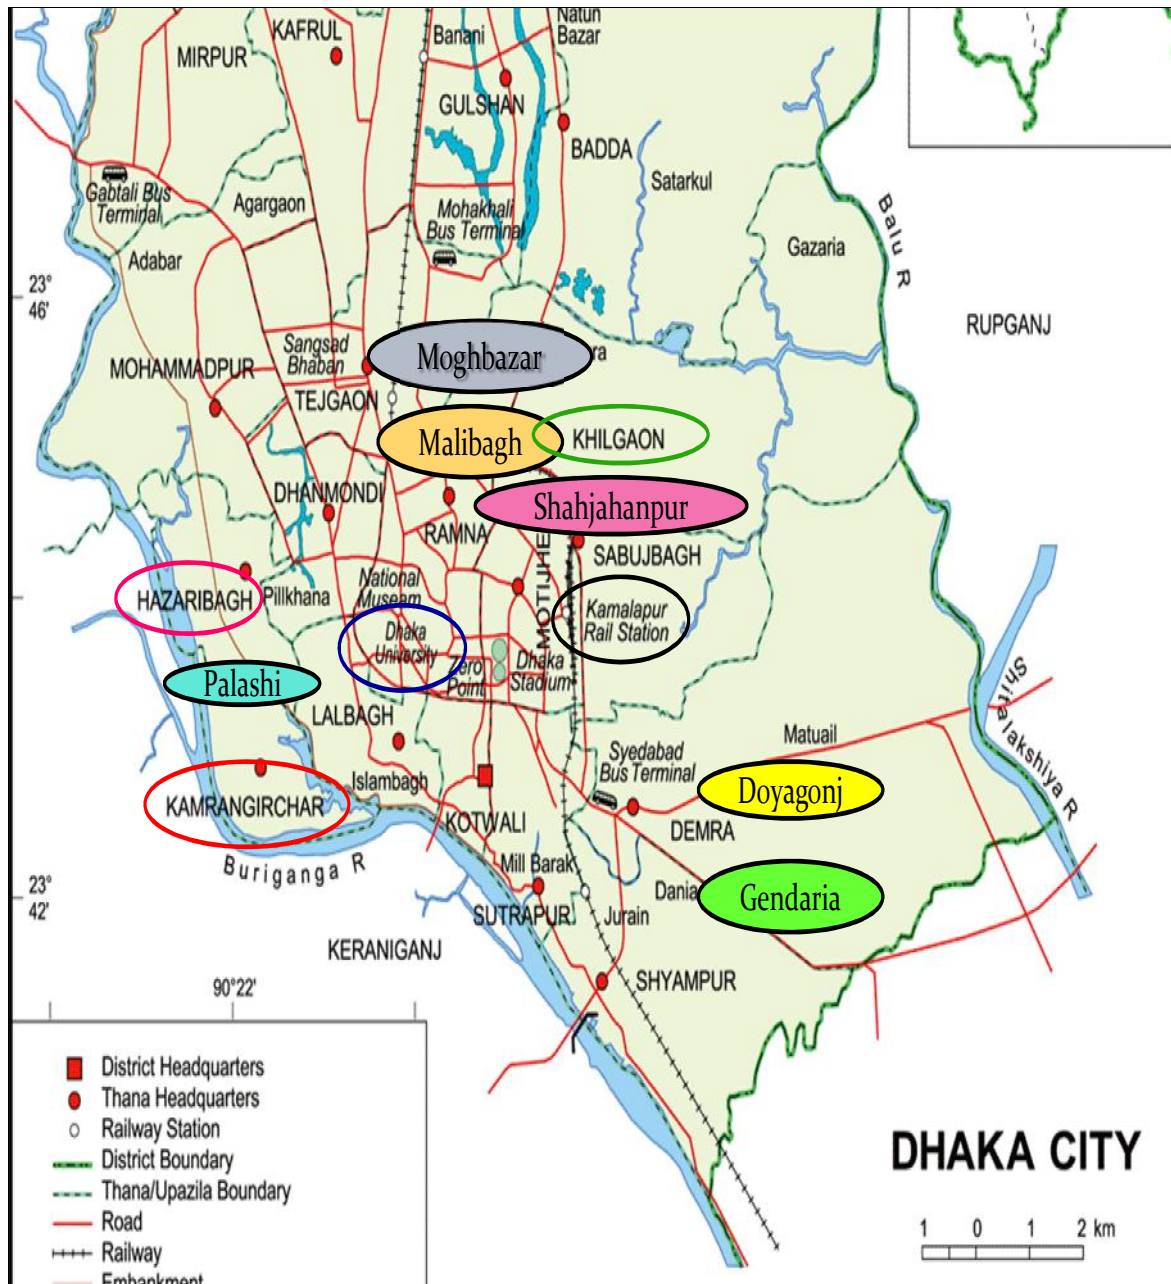 KAFRUL
Natun
Bazar
Banani
MIRPUR
GULSHAN
BADDA
Satarkul
Gabtali Bus
Terminal
Agargaon
Mohakhali
Bus Terminal
Balu R
Gazaria
Adabar
23°
46'
RUPGANJ
Sangsad
Bhaban
Moghbazar
MOHAMMADPUR
TEJGAON
Malibagh
KHILGAON
DHANMONDI
Shahjahanpur
RAMNA
MOTIJHE
SABUJBAGH
National
Museam
HAZARIBAGH
Pillkhana
Kamalapur
Rail Station
Dhaka
University
Zero
Point
Dhaka
Stadium
Palashi
Shitalakshiya R
LALBAGH
Matuail
Syedabad
Bus Terminal
Islambagh
Doyagonj
KAMRANGIRCHAR
KOTWALI
DEMRA
Buriganga R
Mill Barak
Dania
Gendaria
23°
42'
SUTRAPUR
Jurain
KERANIGANJ
SHYAMPUR
90°22'
District Headquarters
Thana Headquarters
Railway Station
District Boundary
Thana/Upazila Boundary
Road
Railway
Embankment
DHAKA CITY
1 0 1 2 km